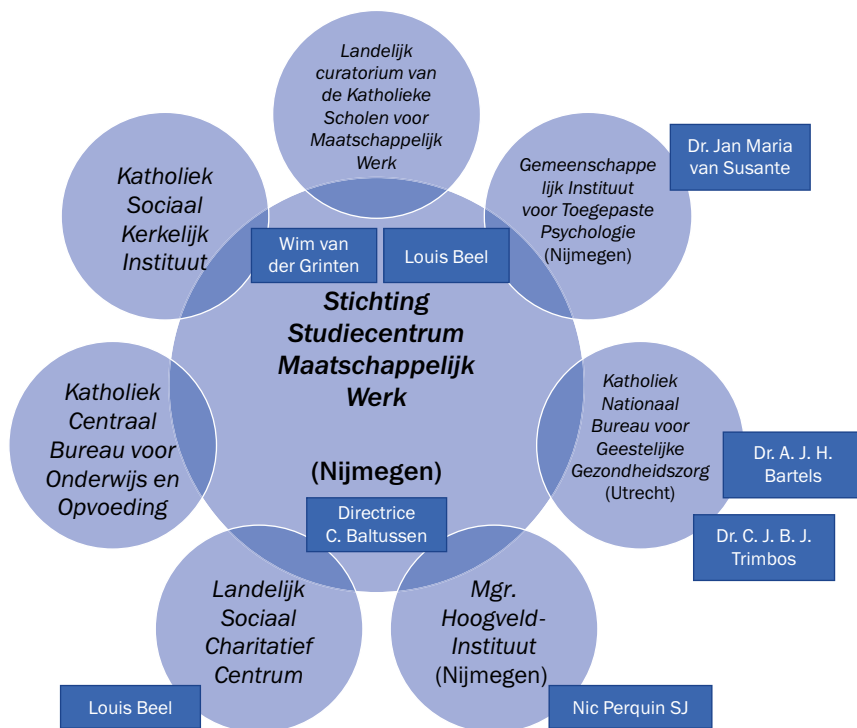 Landelijk
curatorium van
de Katholieke
Scholen voor
Maatschappelijk
Werk
Gemeenschappe
lijk Instituut
voor Toegepaste
Psychologie
(Nijmegen)
Dr. Jan Maria
van Susante
Katholiek
Sociaal
Kerkelijk
Instituut
Wim van
der Grinten
Louis Beel
Stichting
Studiecentrum
Maatschappelijk
Werk
(Nijmegen)
Directrice
C. Baltussen
Katholiek
Nationaal
Bureau voor
Geestelijke
Gezondheidszorg
(Utrecht)
Dr. A. J. H.
Bartels
Dr. C. J. B. J.
Trimbos
Katholiek
Centraal
Bureau voor
Onderwijs en
Opvoeding
Landelijk
Sociaal
Charitatief
Centrum
Louis Beel
Mgr.
Hoogveld-
Instituut
(Nijmegen)
Nic Perquin SJ